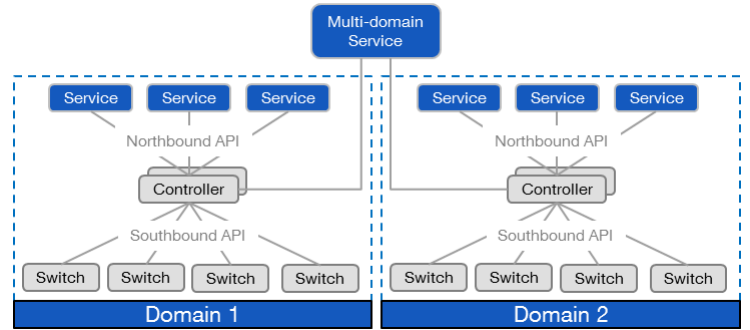 Multi-domain
Service
Service Service Service
Service Service Service
Northbound API
Northbound API
Controller
Controller
Southbound API
Southbound API
Switch Switch Switch Switch
Switch Switch Switch Switch
Domain 1
Domain 2